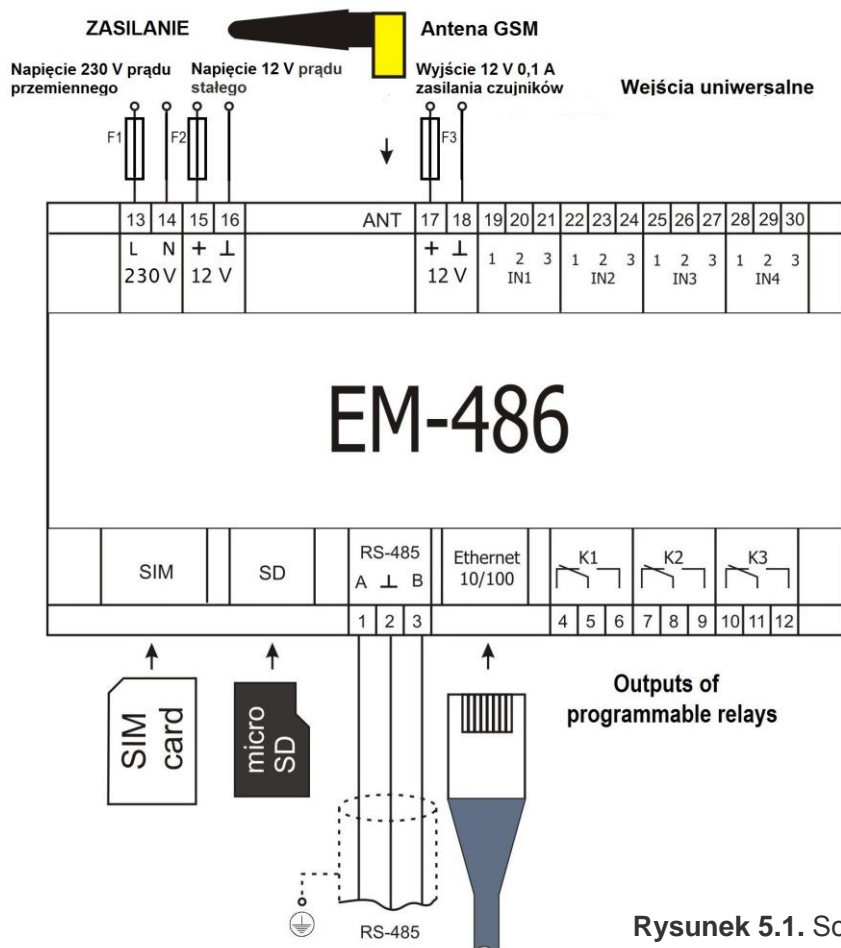 ZASILANIE
Antena GSM
Napięcie 230 V prądu
przemiennego
Napięcie 12 V prądu
stałego
Wyjście 12 V 0,1 A
zasilania czujników
Wejścia uniwersalne
F1
F2
F3
13 14 15 16 ANT 17 18 19 20 21 22 23 24 25 26 27 28 29 30
L N + ⊥ + ⊥ 1 2 3 1 2 3 1 2 3 1 2 3
230 V 12 V 12 V IN1 IN2 IN3 IN4
EM-486
SIM
SD
RS-485
A ⊥ B
Ethernet
10/100
K1
K2
K3
1 2 3 4 5 6 7 8 9 10 11 12
SIM
card
micro
SD
Outputs of
programmable relays
RS-485
Rysunek 5.1.